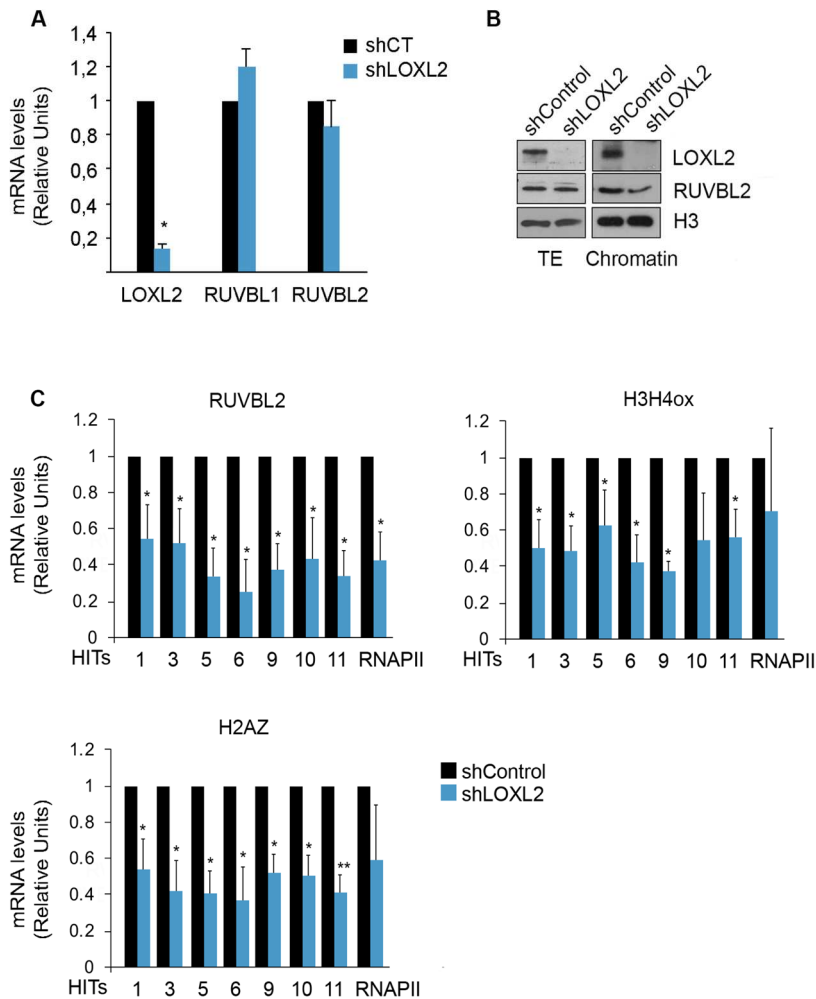 A
mRNA levels
(Relative Units)
1,4
1,2
1
0,8
0,6
0,4
0,2
shCT
shLOXL2
*
LOXL2 RUVBL1 RUVBL2
B
shControl shLOXL2 shControl shLOXL2
LOXL2
RUVBL2
H3
TE Chromatin
C
RUVBL2
mRNA levels
(Relative Units)
1.2
1
0.8
0.6
0.4
0.2
0
* * * * * * * *
HITs 1 3 5 6 9 10 11 RNAPII
H3H4ox
mRNA levels
(Relative Units)
1.2
1
0.8
0.6
0.4
0.2
0
* * * * * *
HITs 1 3 5 6 9 10 11 RNAPII
H2AZ
mRNA levels
(Relative Units)
1.2
1
0.8
0.6
0.4
0.2
0
* * * * * * **
HITs 1 3 5 6 9 10 11 RNAPII
shControl
shLOXL2